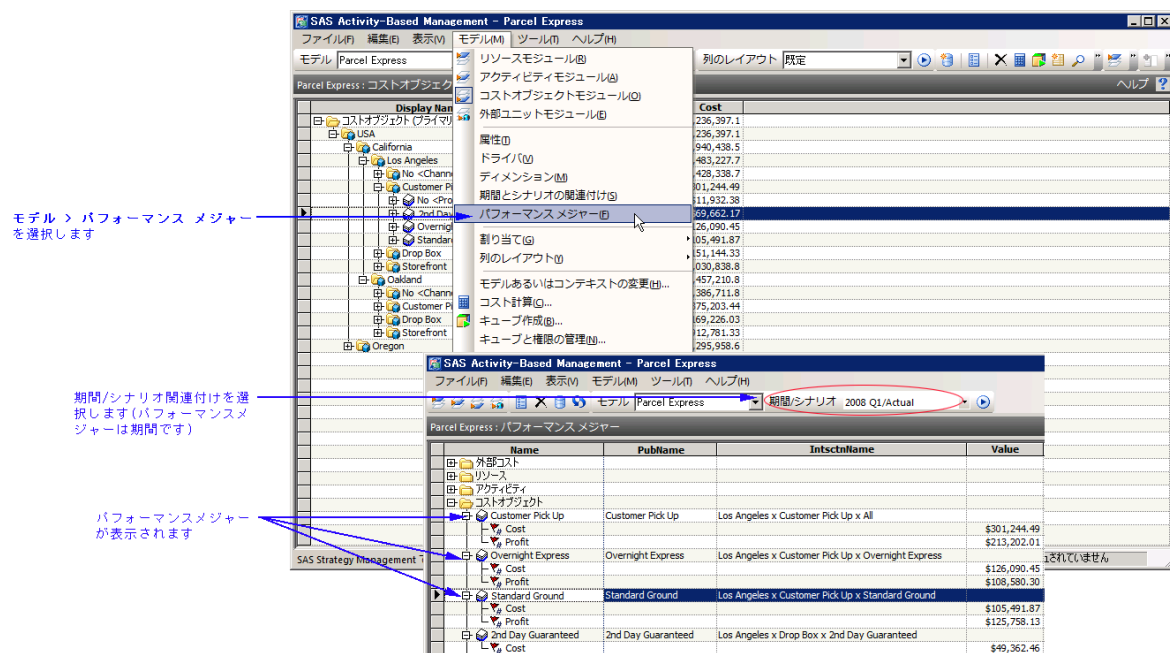 SAS Activity-Based Management - Parcel Express
ファイル(F) 編集(E) 表示(V) モデル(M) ツール(T) ヘルプ(H)
モデル Parcel Express 列のレイアウト 既定
Parcel Express : コストオブジェク ヘルプ
Display Nan Cost
コストオブジェクト (プライマリ 236,397.1
USA 236,397.1
California 940,438.5
Los Angeles 483,227.7
No <Chann 428,338.7
Customer Pi 01,244.49
No <Pro 11,932.38
2nd Day 69,662.17
Overnigh 26,090.45
Standar 05,491.87
Drop Box 51,144.33
Storefront 030,838.8
Oakland 457,210.8
No <Chann 386,711.8
Customer Pi 75,203.44
Drop Box 69,226.03
Storefront 12,781.33
Oregon 295,958.6
リソースモジュール(R)
アクティビティモジュール(A)
コストオブジェクトモジュール(O)
外部ユニットモジュール(E)
属性(T)
ドライバ(V)
ディメンション(M)
期間とシナリオの関連付け(S)
パフォーマンス メジャー(F)
割り当て(G)
列のレイアウト(Y)
モデルあるいはコンテキストの変更(H)...
コスト計算(C)...
キューブ作成(B)...
キューブと権限の管理(N)...
モデル > パフォーマンス メジャー
を選択します
SAS Activity-Based Management - Parcel Express
ファイル(F) 編集(E) 表示(V) モデル(M) ツール(T) ヘルプ(H)
モデル Parcel Express 期間/シナリオ 2008 Q1/Actual
期間/シナリオ関連付けを選
択します(パフォーマンスメ
ジャーは期間です)
Parcel Express : パフォーマンス メジャー
Name PubName IntsctnName Value
外部コスト
リソース
アクティビティ
コストオブジェクト
Customer Pick Up Customer Pick Up Los Angeles x Customer Pick Up x All
Cost $301,244.49
Profit $213,202.01
Overnight Express Overnight Express Los Angeles x Customer Pick Up x Overnight Express
Cost $126,090.45
Profit $108,580.30
Standard Ground Standard Ground Los Angeles x Customer Pick Up x Standard Ground
Cost $105,491.87
Profit $125,758.13
2nd Day Guaranteed 2nd Day Guaranteed Los Angeles x Drop Box x 2nd Day Guaranteed
Cost $49,362.46
パフォーマンスメジャー
が表示されます
SAS Strategy Management されていません